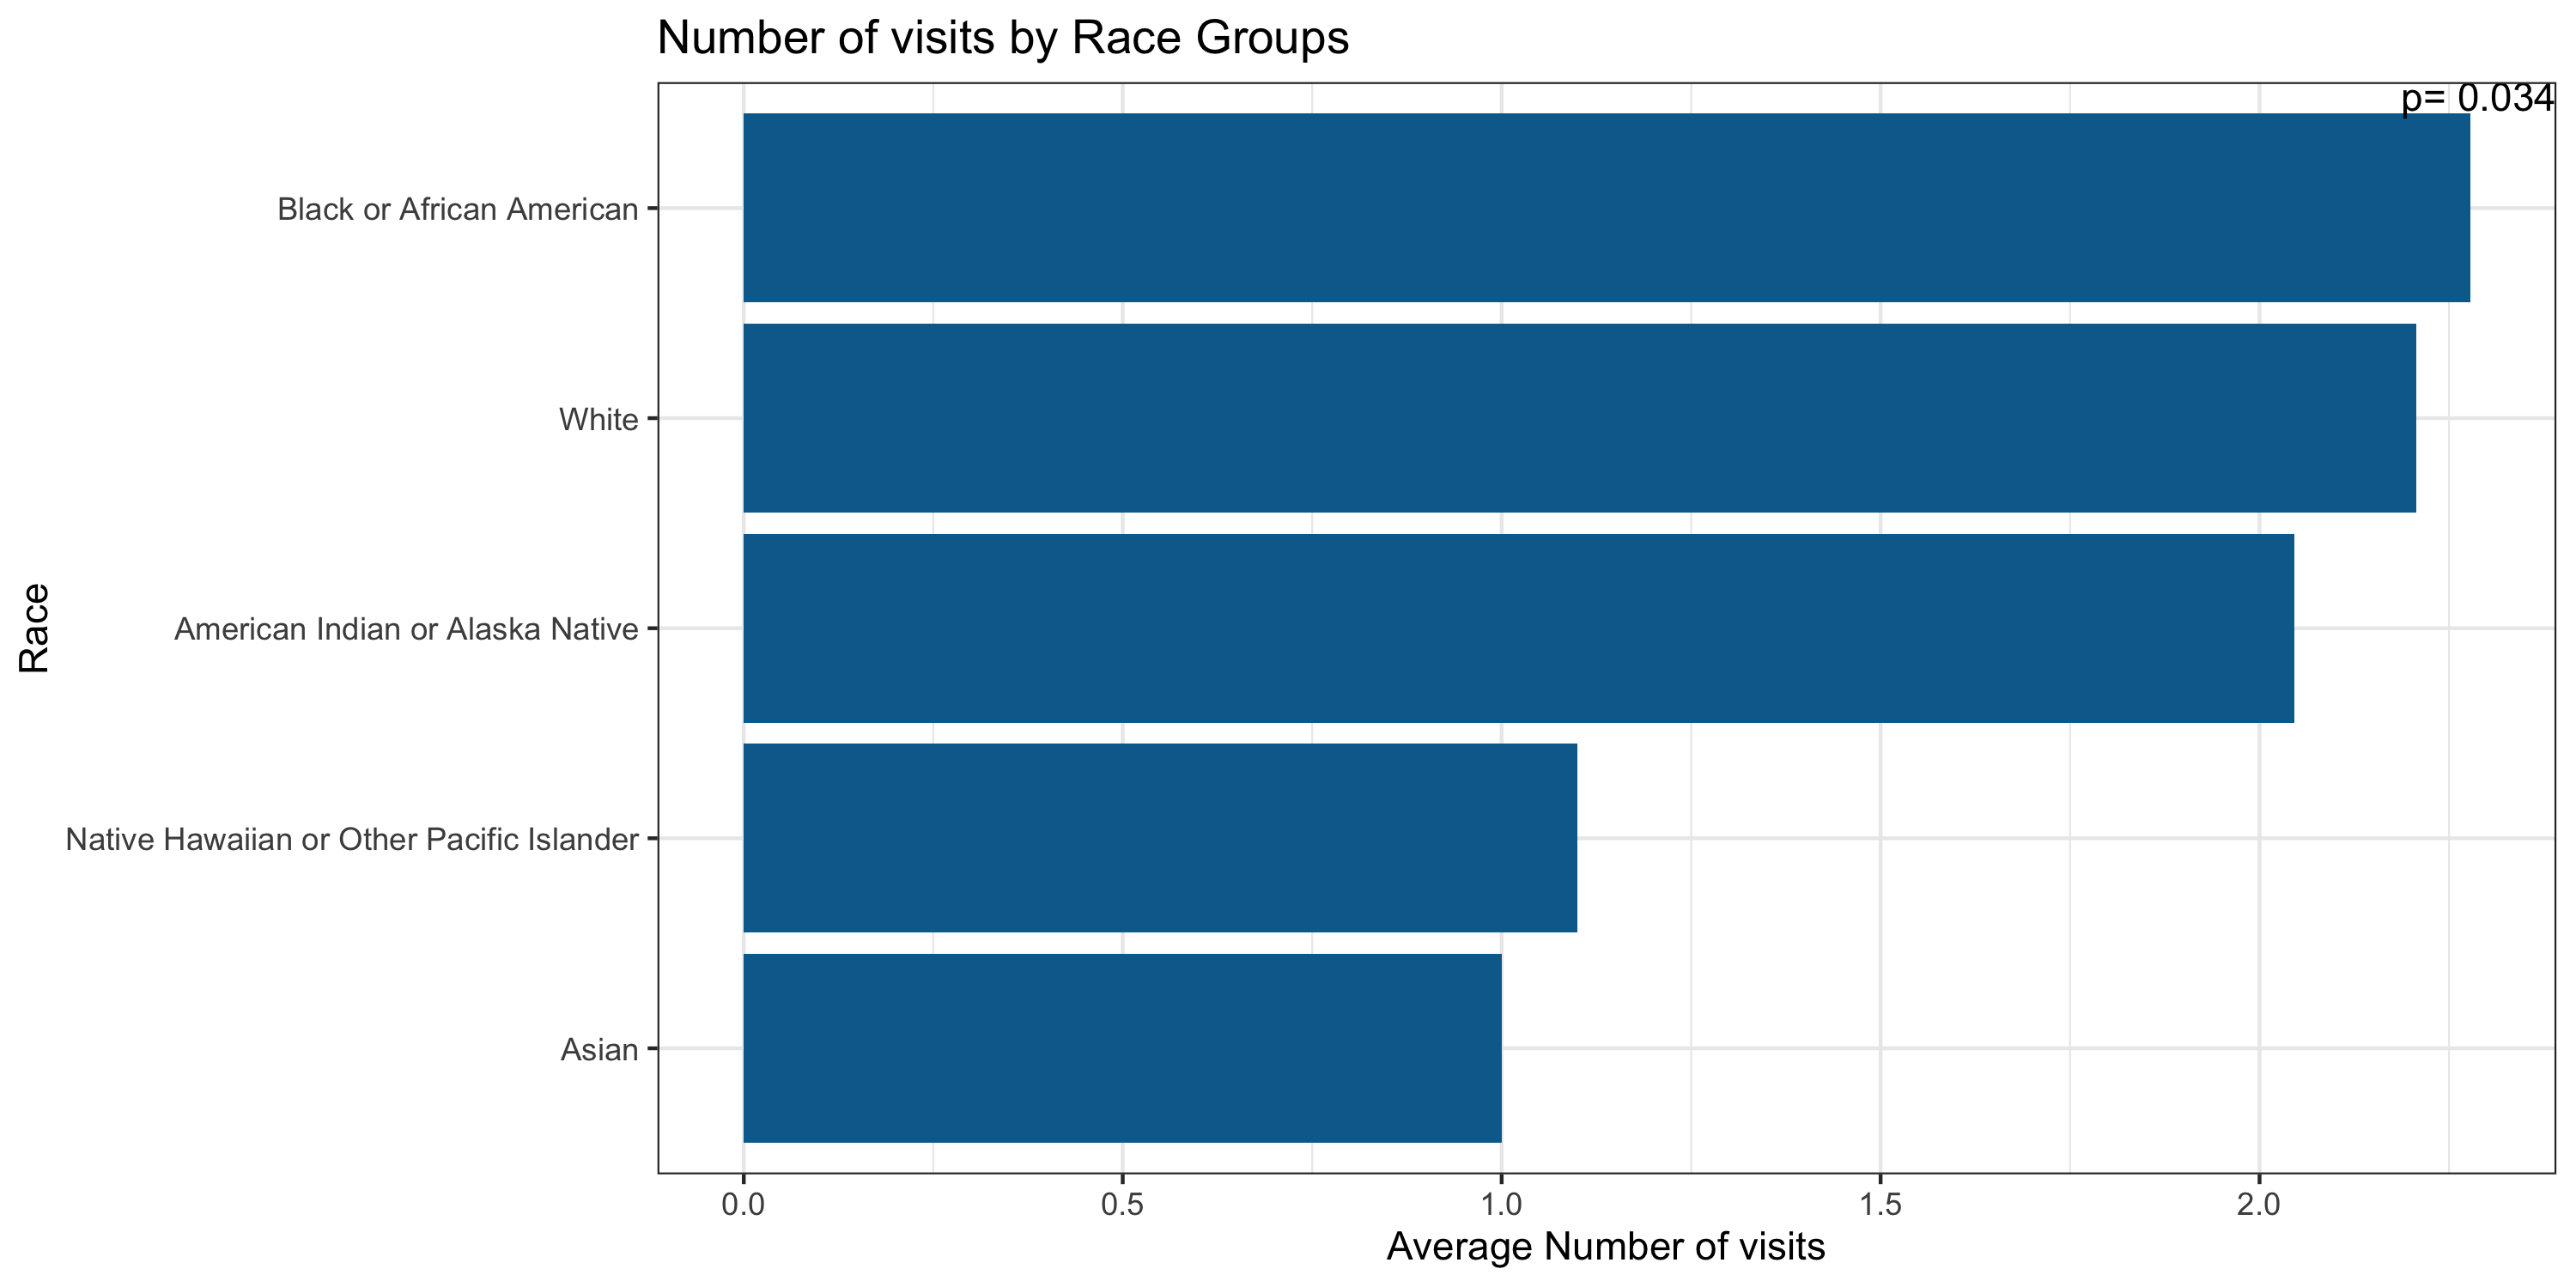 Number of visits by Race Groups
p= 0.034
Black or African American
White
American Indian or Alaska Native
Native Hawaiian or Other Pacific Islander
Asian
Race
0.0 0.5 1.0 1.5 2.0
Average Number of visits